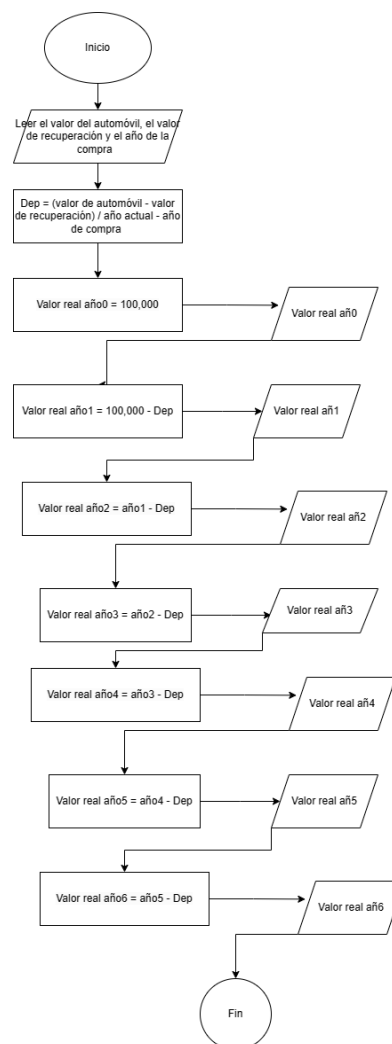 Inicio
Leer el valor del automóvil, el valor
de recuperación y el año de la
compra
Dep = (valor de automóvil - valor
de recuperación) / año actual - año
de compra
Valor real año0 = 100,000
Valor real añ0
Valor real año1 = 100,000 - Dep
Valor real añ1
Valor real año2 = año1 - Dep
Valor real añ2
Valor real año3 = año2 - Dep
Valor real añ3
Valor real año4 = año3 - Dep
Valor real añ4
Valor real año5 = año4 - Dep
Valor real añ5
Valor real año6 = año5 - Dep
Valor real añ6
Fin